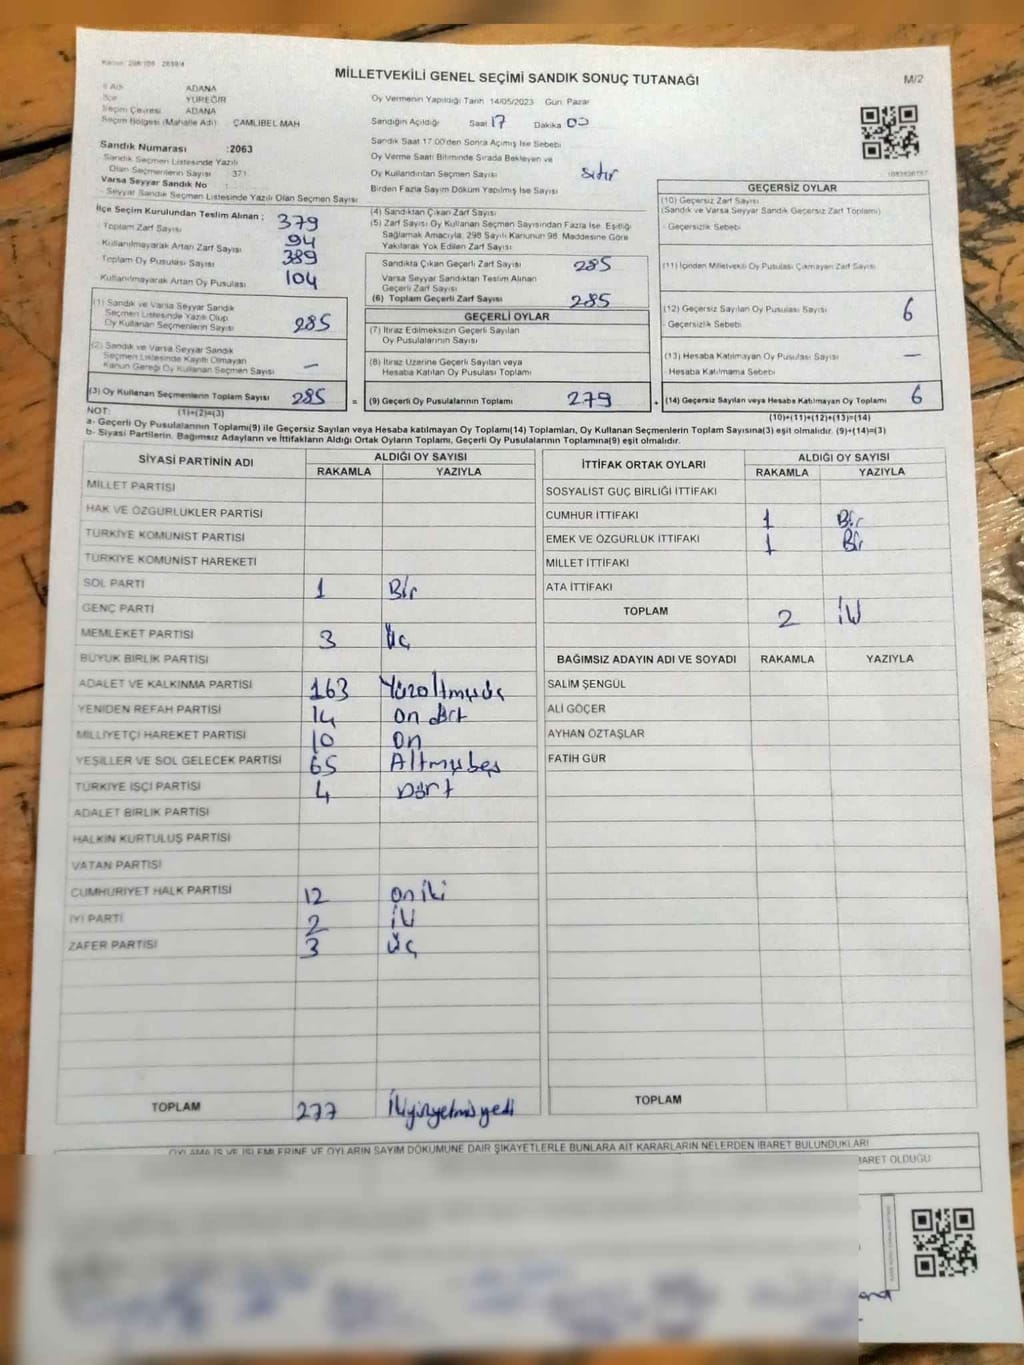 MİLLETVEKİLİ GENEL SEÇİMİ SANDIK SONUÇ TUTANAĞI
M/2
İl Adı ADANA
İlçe YÜREĞİR
Seçim Çevresi ADANA
Seçim Bölgesi (Mahalle Adı) : ÇAMLIBEL MAH
Oy Vermenin Yapıldığı Tarih 14/05/2023 Gün Pazar
Sandığın Açıldığı Saat 17 Dakika 00
Sandık Saat 17.00'den Sonra Açılmış İse Sebebi
Oy Verme Saati Bitiminde Sırada Bekleyen ve
Oy Kullandırılan Seçmen Sayısı sıfır
Birden Fazla Sayım Döküm Yapılmış İse Sayısı
Sandık Numarası :2063
Sandık Seçmen Listesinde Yazılı
Olan Seçmenlerin Sayısı : 371
Varsa Seyyar Sandık No :
Seyyar Sandık Seçmen Listesinde Yazılı Olan Seçmen Sayısı
İlçe Seçim Kurulundan Teslim Alınan ;
Toplam Zarf Sayısı 379
Kullanılmayarak Artan Zarf Sayısı 94
Toplam Oy Pusulası Sayısı 389
Kullanılmayarak Artan Oy Pusulası 104
(1) Sandık ve Varsa Seyyar Sandık
Seçmen Listesinde Yazılı Olup
Oy Kullanan Seçmenlerin Sayısı 285
(2) Sandık ve Varsa Seyyar Sandık
Seçmen Listesinde Kayıtlı Olmayan
Kanun Gereği Oy Kullanan Seçmen Sayısı —
(3) Oy Kullanan Seçmenlerin Toplam Sayısı 285 =
(1)+(2)=(3)
(4) Sandıktan Çıkan Zarf Sayısı
(5) Zarf Sayısı Oy Kullanan Seçmen Sayısından Fazla İse, Eşitliği
Sağlamak Amacıyla, 298 Sayılı Kanunun 98. Maddesine Göre
Yakılarak Yok Edilen Zarf Sayısı
Sandıkta Çıkan Geçerli Zarf Sayısı 285
Varsa Seyyar Sandıktan Teslim Alınan
Geçerli Zarf Sayısı
(6) Toplam Geçerli Zarf Sayısı 285
GEÇERLİ OYLAR
(7) İtiraz Edilmeksizin Geçerli Sayılan
Oy Pusulalarının Sayısı
(8) İtiraz Üzerine Geçerli Sayılan veya
Hesaba Katılan Oy Pusulası Toplamı
(9) Geçerli Oy Pusulalarının Toplamı 279 +
GEÇERSİZ OYLAR
(10) Geçersiz Zarf Sayısı
(Sandık ve Varsa Seyyar Sandık Geçersiz Zarf Toplamı)
Geçersizlik Sebebi
(11) İçinden Milletvekili Oy Pusulası Çıkmayan Zarf Sayısı
(12) Geçersiz Sayılan Oy Pusulası Sayısı 6
Geçersizlik Sebebi
(13) Hesaba Katılmayan Oy Pusulası Sayısı —
Hesaba Katılmama Sebebi
(14) Geçersiz Sayılan veya Hesaba Katılmayan Oy Toplamı 6
(10)+(11)+(12)+(13)=(14)
NOT:
a- Geçerli Oy Pusulalarının Toplamı(9) ile Geçersiz Sayılan veya Hesaba katılmayan Oy Toplamı(14) Toplamları, Oy Kullanan Seçmenlerin Toplam Sayısına(3) eşit olmalıdır. (9)+(14)=(3)
b- Siyasi Partilerin, Bağımsız Adayların ve İttifakların Aldığı Ortak Oyların Toplamı, Geçerli Oy Pusulalarının Toplamına(9) eşit olmalıdır.
SİYASİ PARTİNİN ADI ALDIĞI OY SAYISI
RAKAMLA YAZIYLA
MİLLET PARTİSİ
HAK VE ÖZGÜRLÜKLER PARTİSİ
TÜRKİYE KOMÜNİST PARTİSİ
TÜRKİYE KOMÜNİST HAREKETİ
SOL PARTİ 1 Bir
GENÇ PARTİ
MEMLEKET PARTİSİ 3 Üç
BÜYÜK BİRLİK PARTİSİ
ADALET VE KALKINMA PARTİSİ 163 Yüzaltmışüç
YENİDEN REFAH PARTİSİ 14 On dört
MİLLİYETÇİ HAREKET PARTİSİ 10 On
YEŞİLLER VE SOL GELECEK PARTİSİ 65 Altmışbeş
TÜRKİYE İŞÇİ PARTİSİ 4 Dört
ADALET BİRLİK PARTİSİ
HALKIN KURTULUŞ PARTİSİ
VATAN PARTİSİ
CUMHURİYET HALK PARTİSİ 12 on iki
İYİ PARTİ 2 iki
ZAFER PARTİSİ 3 Üç
TOPLAM 277 İkiyüzyetmişyedi
İTTİFAK ORTAK OYLARI ALDIĞI OY SAYISI
RAKAMLA YAZIYLA
SOSYALİST GÜÇ BİRLİĞİ İTTİFAKI
CUMHUR İTTİFAKI 1 Bir
EMEK VE ÖZGÜRLÜK İTTİFAKI 1 Bir
MİLLET İTTİFAKI
ATA İTTİFAKI
TOPLAM 2 iki
BAĞIMSIZ ADAYIN ADI VE SOYADI RAKAMLA YAZIYLA
SALİM ŞENGÜL
ALİ GÖÇER
AYHAN ÖZTAŞLAR
FATİH GÜR
TOPLAM
OYLAMA İŞ VE İŞLEMLERİNE VE OYLARIN SAYIM DÖKÜMÜNE DAİR ŞİKAYETLERLE BUNLARA AİT KARARLARIN NELERDEN İBARET BULUNDUKLARI
BARET OLDUĞU